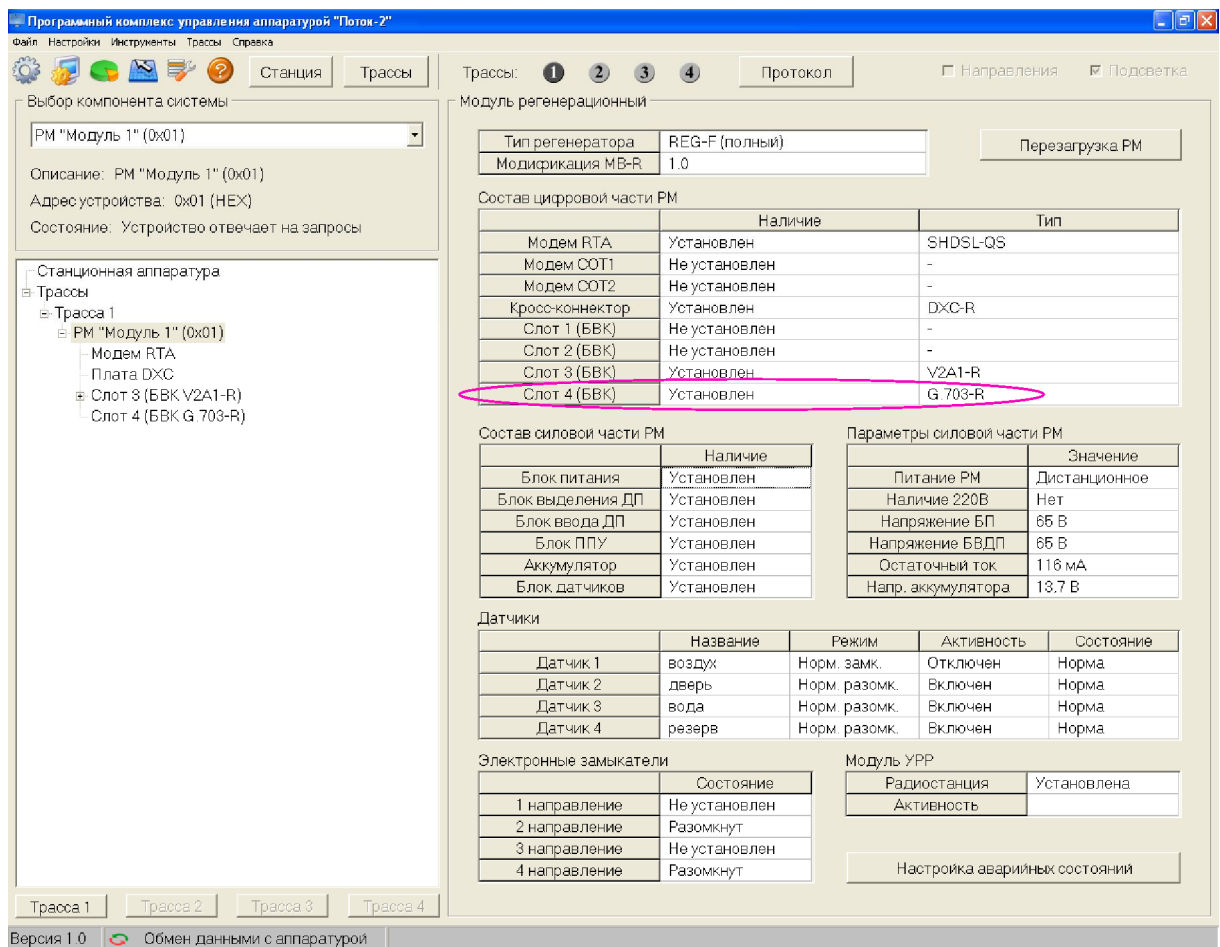 Программный комплекс управления аппаратурой "Поток-2"
Файл Настройки Инструменты Трассы Справка
Станция Трассы Трассы: 1 2 3 4 Протокол Направления Подсветка
Выбор компонента системы
РМ "Модуль 1" (0x01)
Описание: РМ "Модуль 1" (0x01)
Адрес устройства: 0x01 (HEX)
Состояние: Устройство отвечает на запросы
Станционная аппаратура
Трассы
Трасса 1
РМ "Модуль 1" (0x01)
Модем RTA
Плата DXC
Слот 3 (БВК V2A1-R)
Слот 4 (БВК G.703-R)
Трасса 1 Трасса 2 Трасса 3 Трасса 4
Модуль регенерационный
Тип регенератора REG-F (полный)
Модификация MB-R 1.0
Перезагрузка РМ
Состав цифровой части РМ
Наличие Тип
Модем RTA Установлен SHDSL-QS
Модем COT1 Не установлен -
Модем COT2 Не установлен -
Кросс-коннектор Установлен DXC-R
Слот 1 (БВК) Не установлен -
Слот 2 (БВК) Не установлен -
Слот 3 (БВК) Установлен V2A1-R
Слот 4 (БВК) Установлен G.703-R
Состав силовой части РМ
Наличие
Блок питания Установлен
Блок выделения ДП Установлен
Блок ввода ДП Установлен
Блок ППУ Установлен
Аккумулятор Установлен
Блок датчиков Установлен
Параметры силовой части РМ
Значение
Питание РМ Дистанционное
Наличие 220В Нет
Напряжение БП 65 В
Напряжение БВДП 65 В
Остаточный ток 116 мА
Напр. аккумулятора 13,7 В
Датчики
Название Режим Активность Состояние
Датчик 1 воздух Норм. замк. Отключен Норма
Датчик 2 дверь Норм. разомк. Включен Норма
Датчик 3 вода Норм. разомк. Включен Норма
Датчик 4 резерв Норм. разомк. Включен Норма
Электронные замыкатели
Состояние
1 направление Не установлен
2 направление Разомкнут
3 направление Не установлен
4 направление Разомкнут
Модуль УРР
Радиостанция Установлена
Активность
Настройка аварийных состояний
Версия 1.0 Обмен данными с аппаратурой